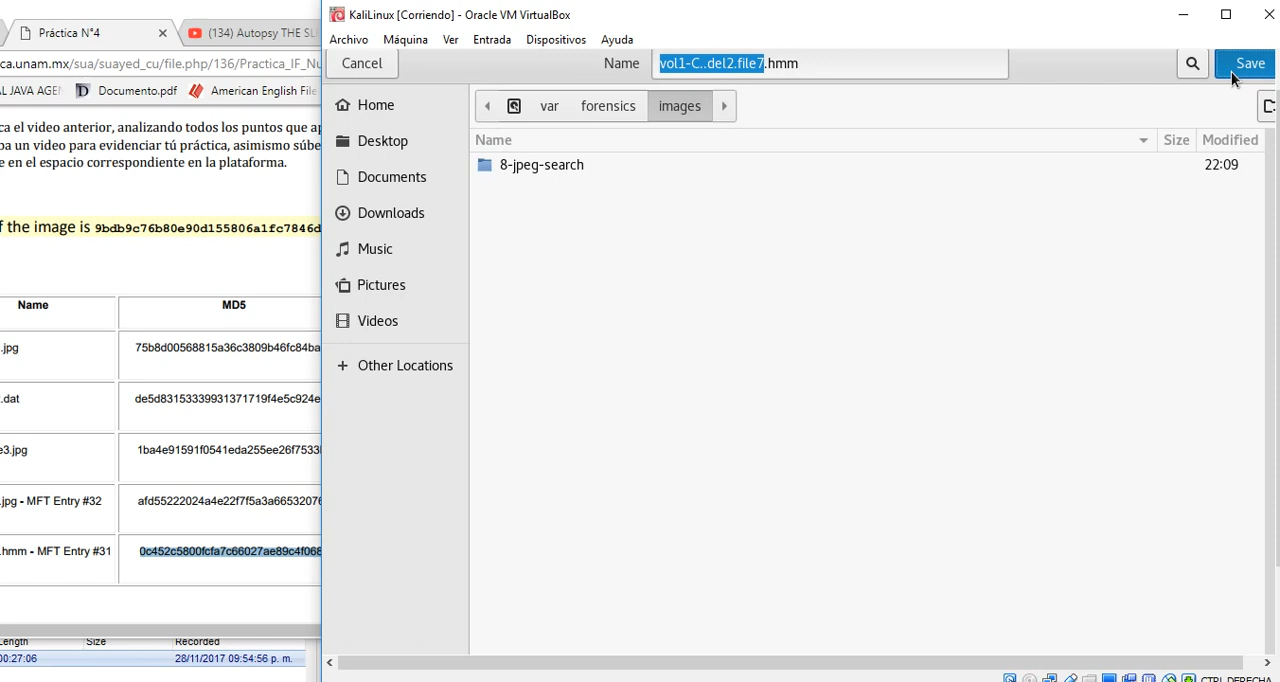 Práctica N°4
(134) Autopsy THE SL
ca.unam.mx/sua/suayed_cu/file.php/136/Practica_IF_Nu
Documento.pdf
American English File
ca el video anterior, analizando todos los puntos que ap
ba un video para evidenciar tú práctica, asimismo súbe
e en el espacio correspondiente en la plataforma.
f the image is 9bdb9c76b80e90d155806a1fc7846d
Name MD5
.jpg 75b8d00568815a36c3809b46fc84ba
.dat de5d83153339931371719f4e5c924e
e3.jpg 1ba4e91591f0541eda255ee26f7533
.jpg - MFT Entry #32 afd55222024a4e22f7f5a3a66532076
.hmm - MFT Entry #31 0c452c5800fcfa7c66027ae89c4f068
Length Size Recorded
00:27:06 28/11/2017 09:54:56 p. m.
KaliLinux [Corriendo] - Oracle VM VirtualBox
Archivo Máquina Ver Entrada Dispositivos Ayuda
Cancel Name vol1-C..del2.file7.hmm Save
var forensics images
Home
Desktop
Documents
Downloads
Music
Pictures
Videos
Other Locations
Name Size Modified
8-jpeg-search 22:09
CTRL DERECHA